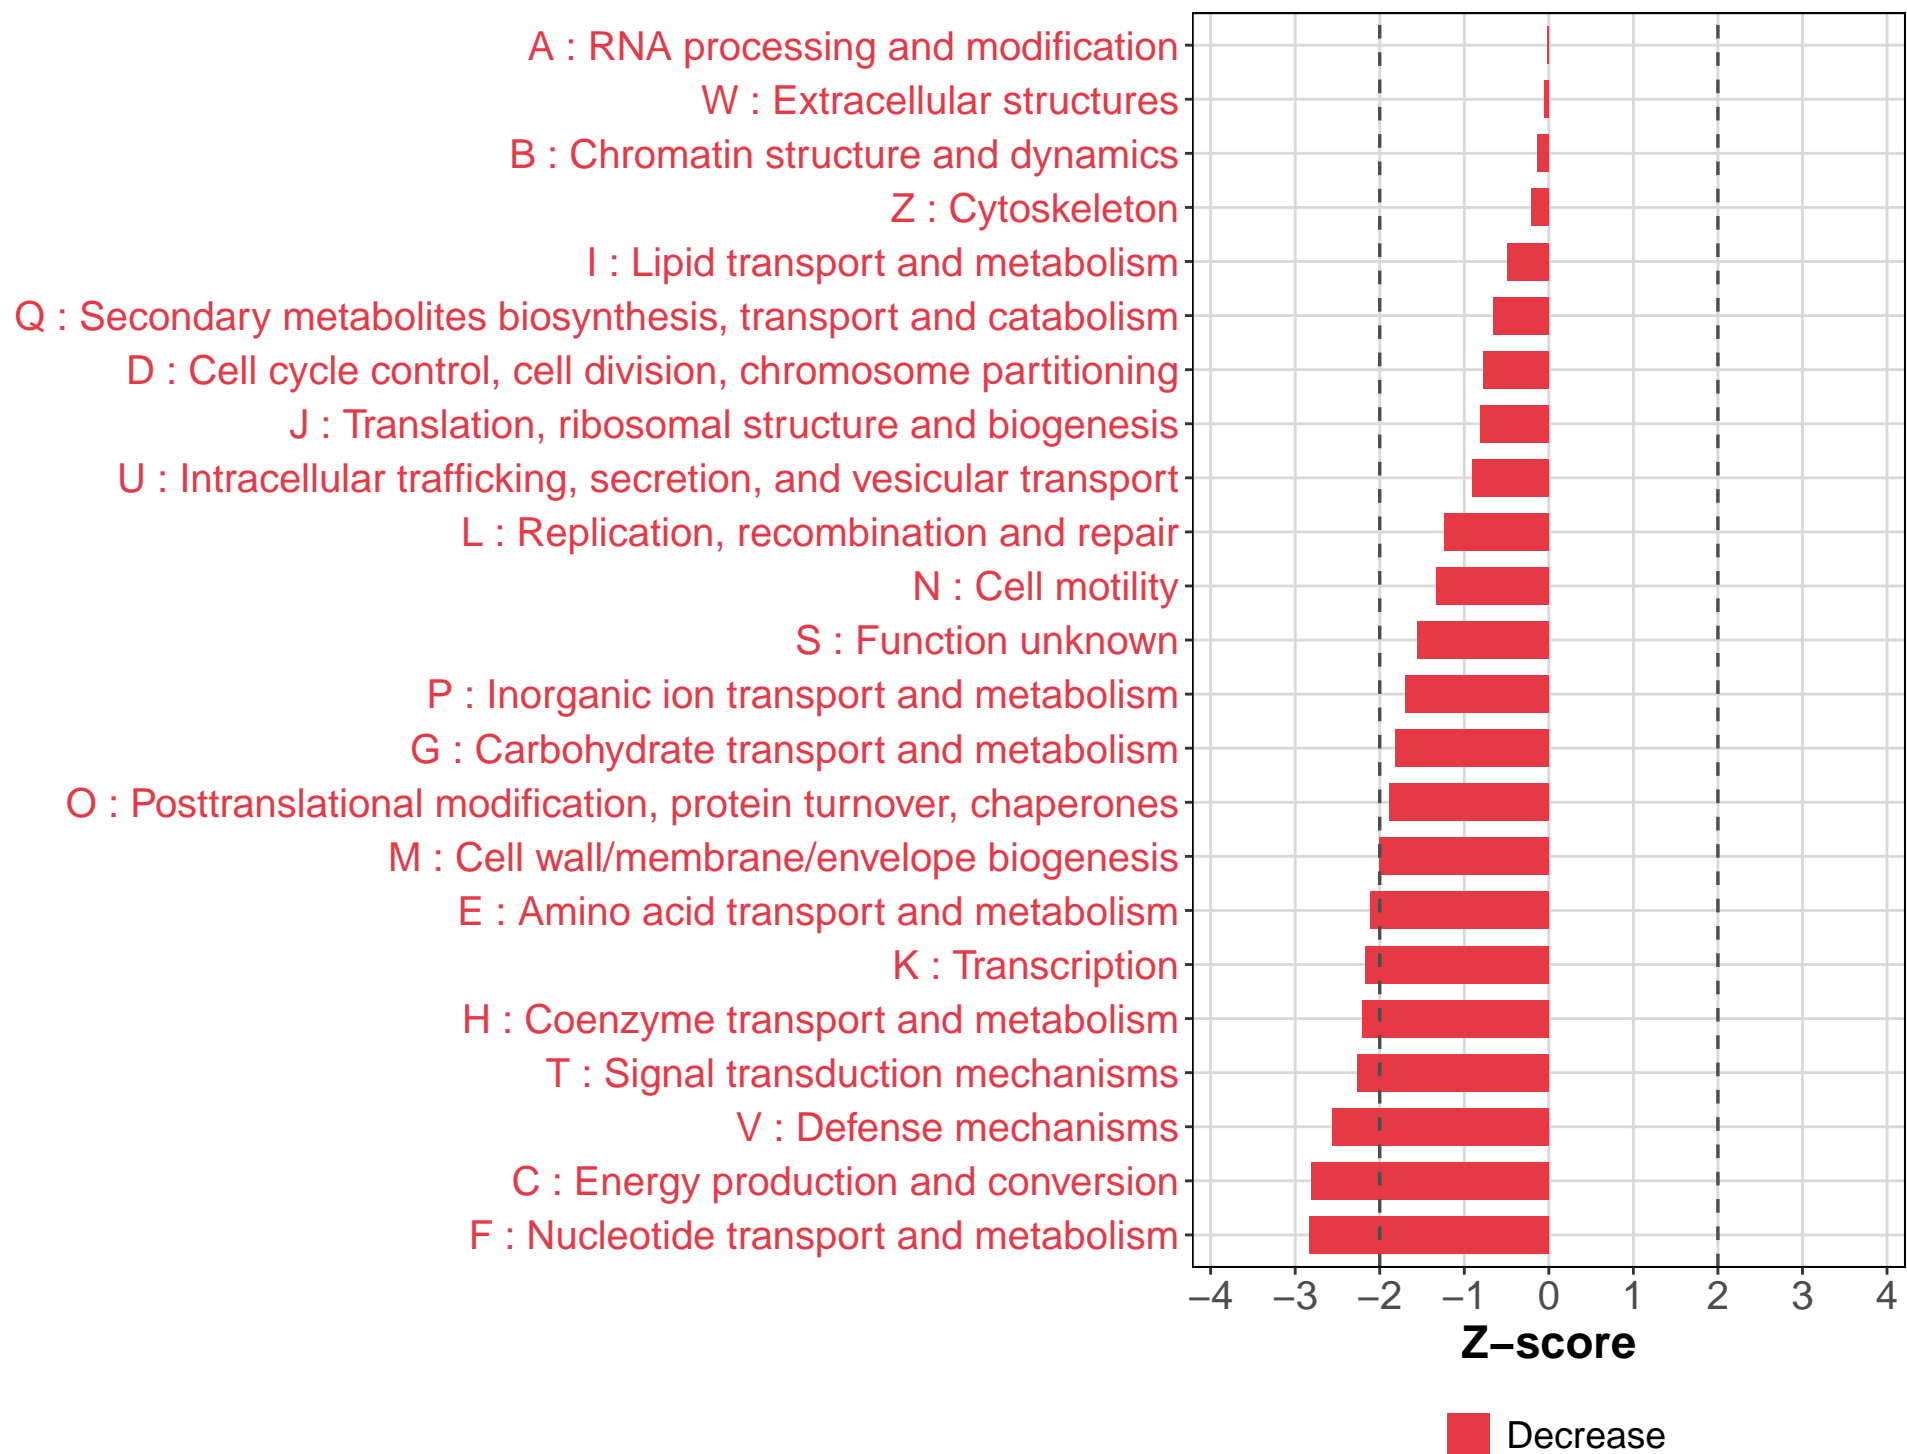 A : RNA processing and modification
W : Extracellular structures
B : Chromatin structure and dynamics
Z : Cytoskeleton
I : Lipid transport and metabolism
Q : Secondary metabolites biosynthesis, transport and catabolism
D : Cell cycle control, cell division, chromosome partitioning
J : Translation, ribosomal structure and biogenesis
U : Intracellular trafficking, secretion, and vesicular transport
L : Replication, recombination and repair
N : Cell motility
S : Function unknown
P : Inorganic ion transport and metabolism
G : Carbohydrate transport and metabolism
O : Posttranslational modification, protein turnover, chaperones
M : Cell wall/membrane/envelope biogenesis
E : Amino acid transport and metabolism
K : Transcription
H : Coenzyme transport and metabolism
T : Signal transduction mechanisms
V : Defense mechanisms
C : Energy production and conversion
F : Nucleotide transport and metabolism
−4 −3 −2 −1 0 1 2 3 4
Z−score
Decrease